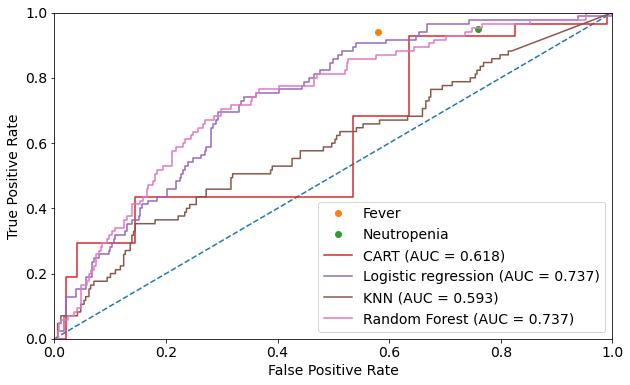 1.0
0.8
0.6
0.4
0.2
0.0
True Positive Rate
Fever
Neutropenia
CART (AUC = 0.618)
Logistic regression (AUC = 0.737)
KNN (AUC = 0.593)
Random Forest (AUC = 0.737)
0.0 0.2 0.4 0.6 0.8 1.0
False Positive Rate